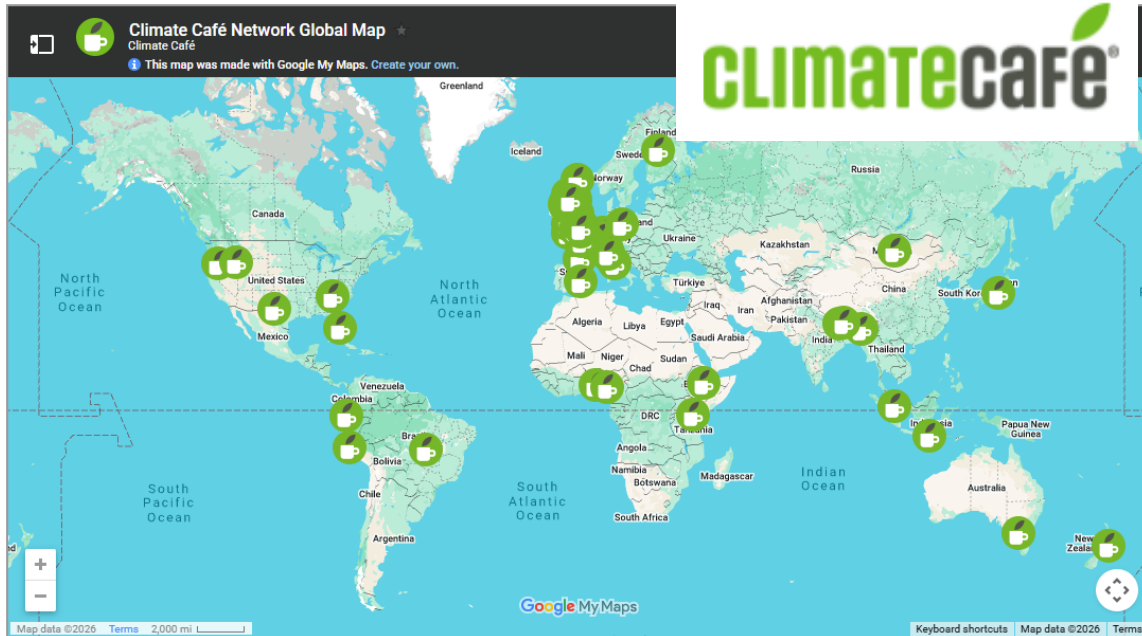 Climate Café Network Global Map
Climate Café
This map was made with Google My Maps. Create your own.
CLIMATECAFÉ®
Greenland
Iceland
Finland
Norway
Russia
Canada
Ukraine
Kazakhstan
United States
North
Pacific
Ocean
North
Atlantic
Ocean
Türkiye
China
South Ko
Iraq
Iran
Afghanistan
Pakistan
Algeria
Libya
Egypt
Saudi Arabia
India
Thailand
Mexico
Mali
Niger
Chad
Sudan
Venezuela
Colombia
DRC
Tanzania
Papua New
Guinea
Angola
Bolivia
Namibia
Botswana
Madagascar
Indian
Ocean
South
Pacific
Ocean
South
Atlantic
Ocean
Chile
Australia
South Africa
Argentina
New
Zealand
+
−
Google My Maps
Map data ©2026 Terms 2,000 mi
Keyboard shortcuts Map data ©2026 Terms